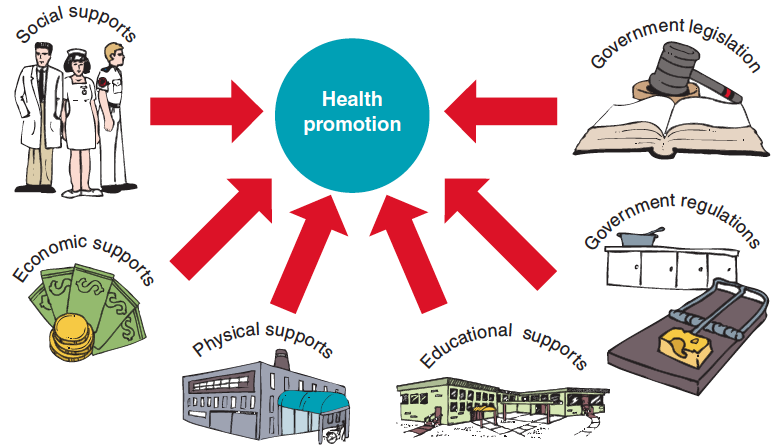 Social supports
Government legislation
Health
promotion
Economic supports
Government regulations
Physical supports
Educational supports